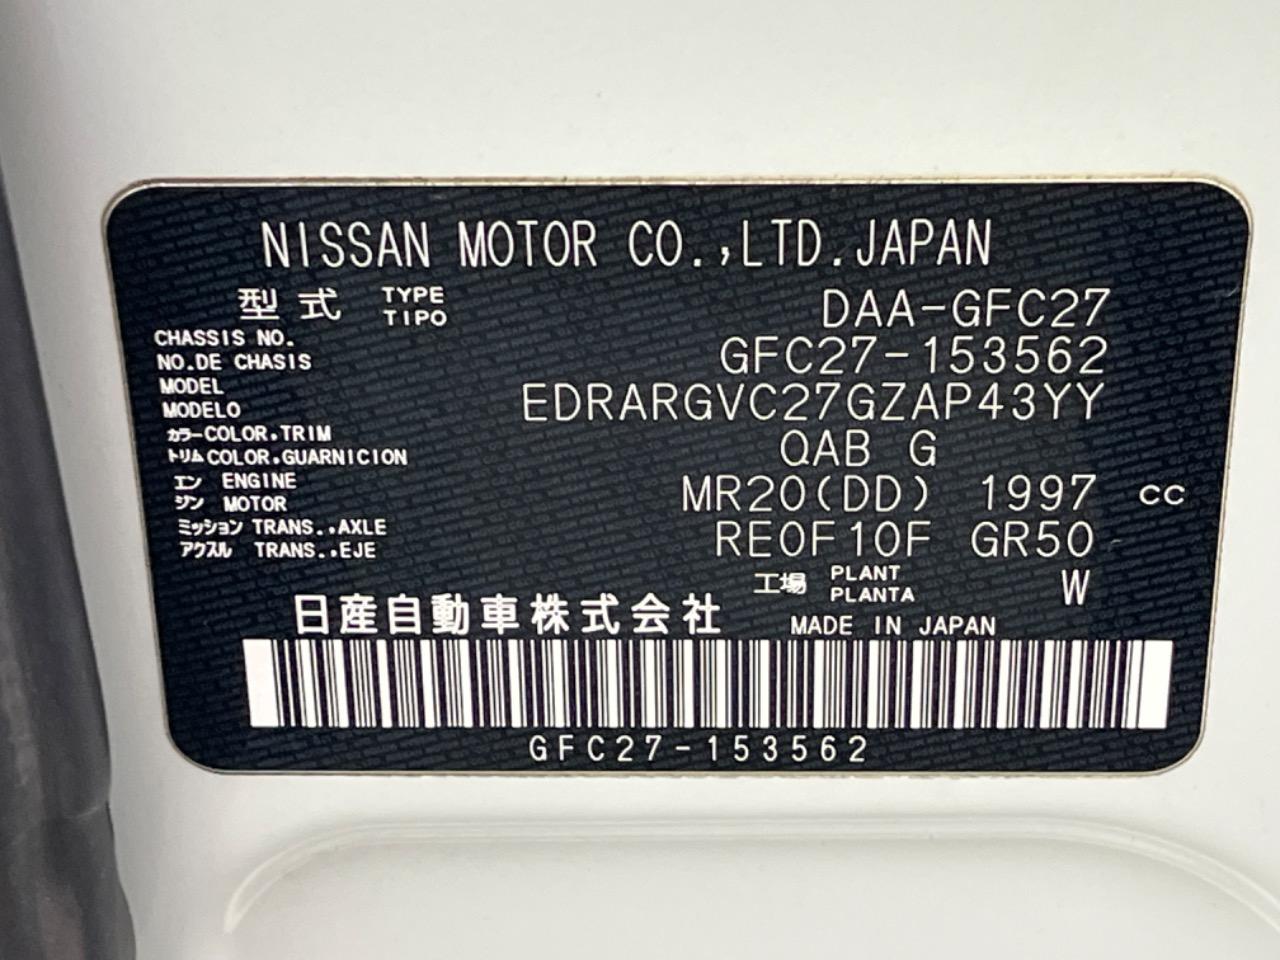 NISSAN MOTOR CO.,LTD.JAPAN
型式 TYPE TIPO DAA-GFC27
CHASSIS NO.
NO.DE CHASIS GFC27-153562
MODEL
MODELO EDRARGVC27GZAP43YY
カラー COLOR.TRIM
トリム COLOR.GUARNICION QAB G
エン ENGINE
ジン MOTOR MR20(DD) 1997 cc
ミッション TRANS..AXLE
アクスル TRANS..EJE RE0F10F GR50
工場 PLANT PLANTA W
日産自動車株式会社 MADE IN JAPAN
GFC27-153562